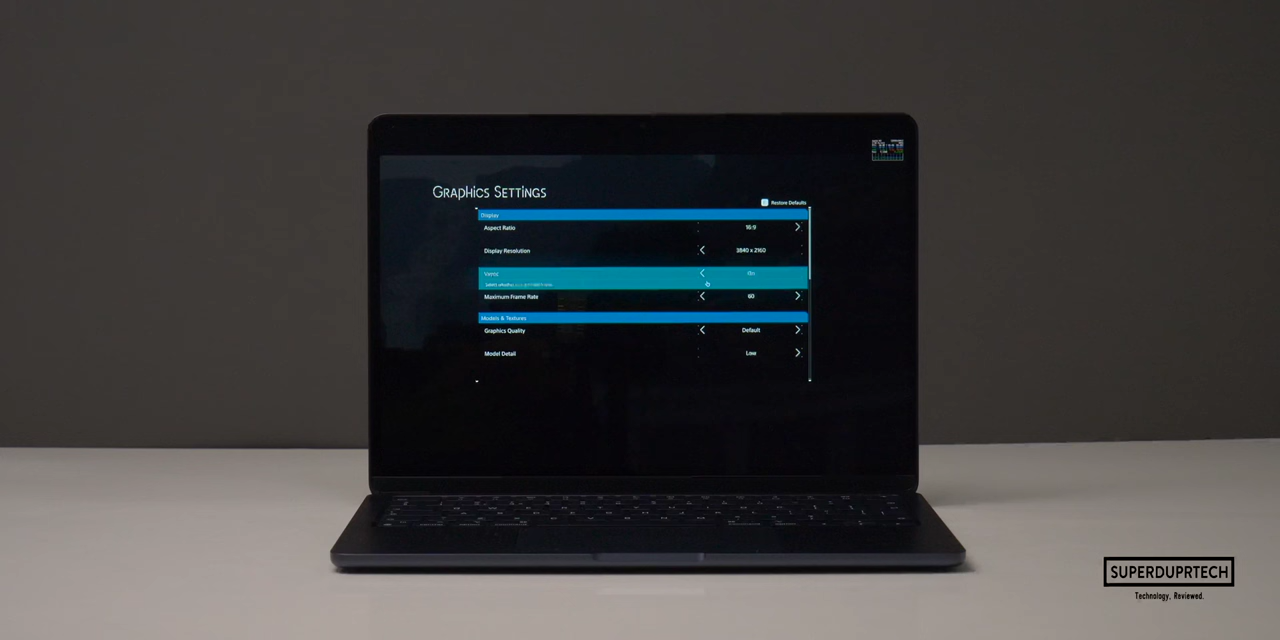 Graphics Settings
Restore Defaults
Display
Aspect Ratio 16:9
Display Resolution 3840 x 2160
Maximum Frame Rate 60
Models & Textures
Graphics Quality Default
Model Detail Low
SUPERDUPRTECH
Technology. Reviewed.